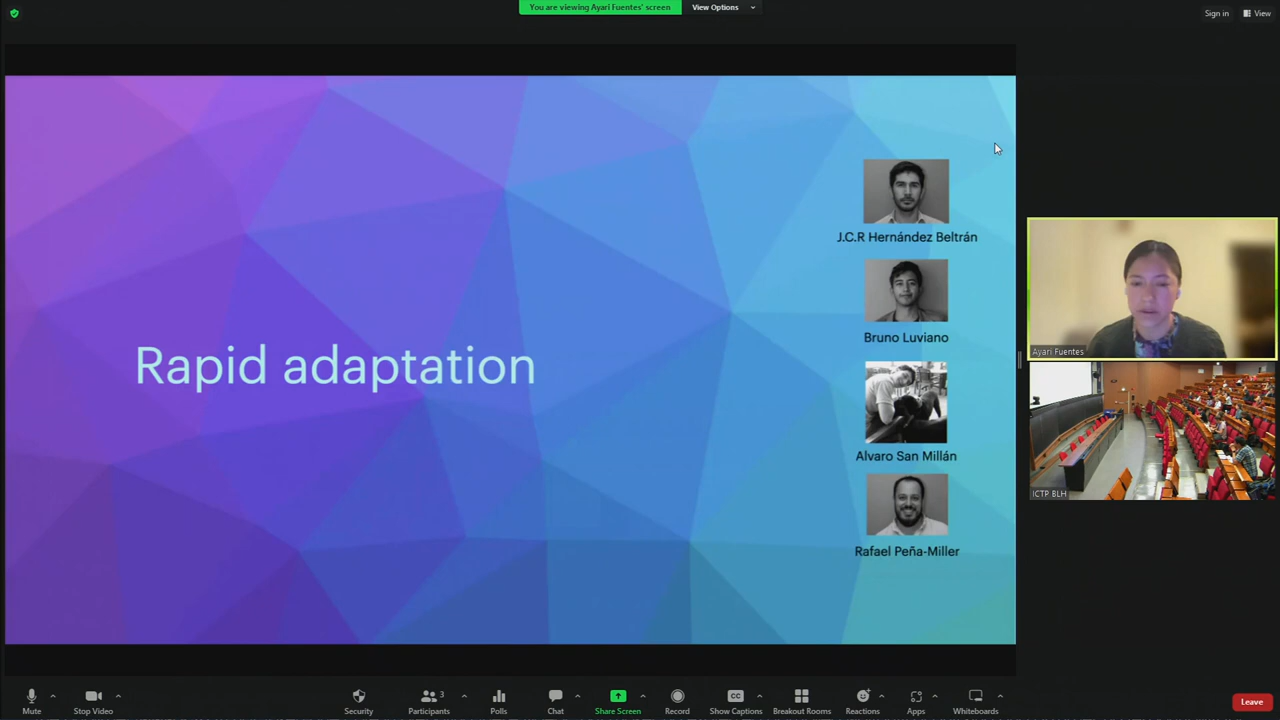 You are viewing Ayari Fuentes' screen
View Options
Sign in
View
J.C.R Hernández Beltrán
Bruno Luviano
Rapid adaptation
Alvaro San Millán
Rafael Peña-Miller
Ayari Fuentes
ICTP BLH
Mute
Stop Video
Security
Participants
3
Polls
Chat
Share Screen
Record
Show Captions
Breakout Rooms
Reactions
Apps
Whiteboards
Leave